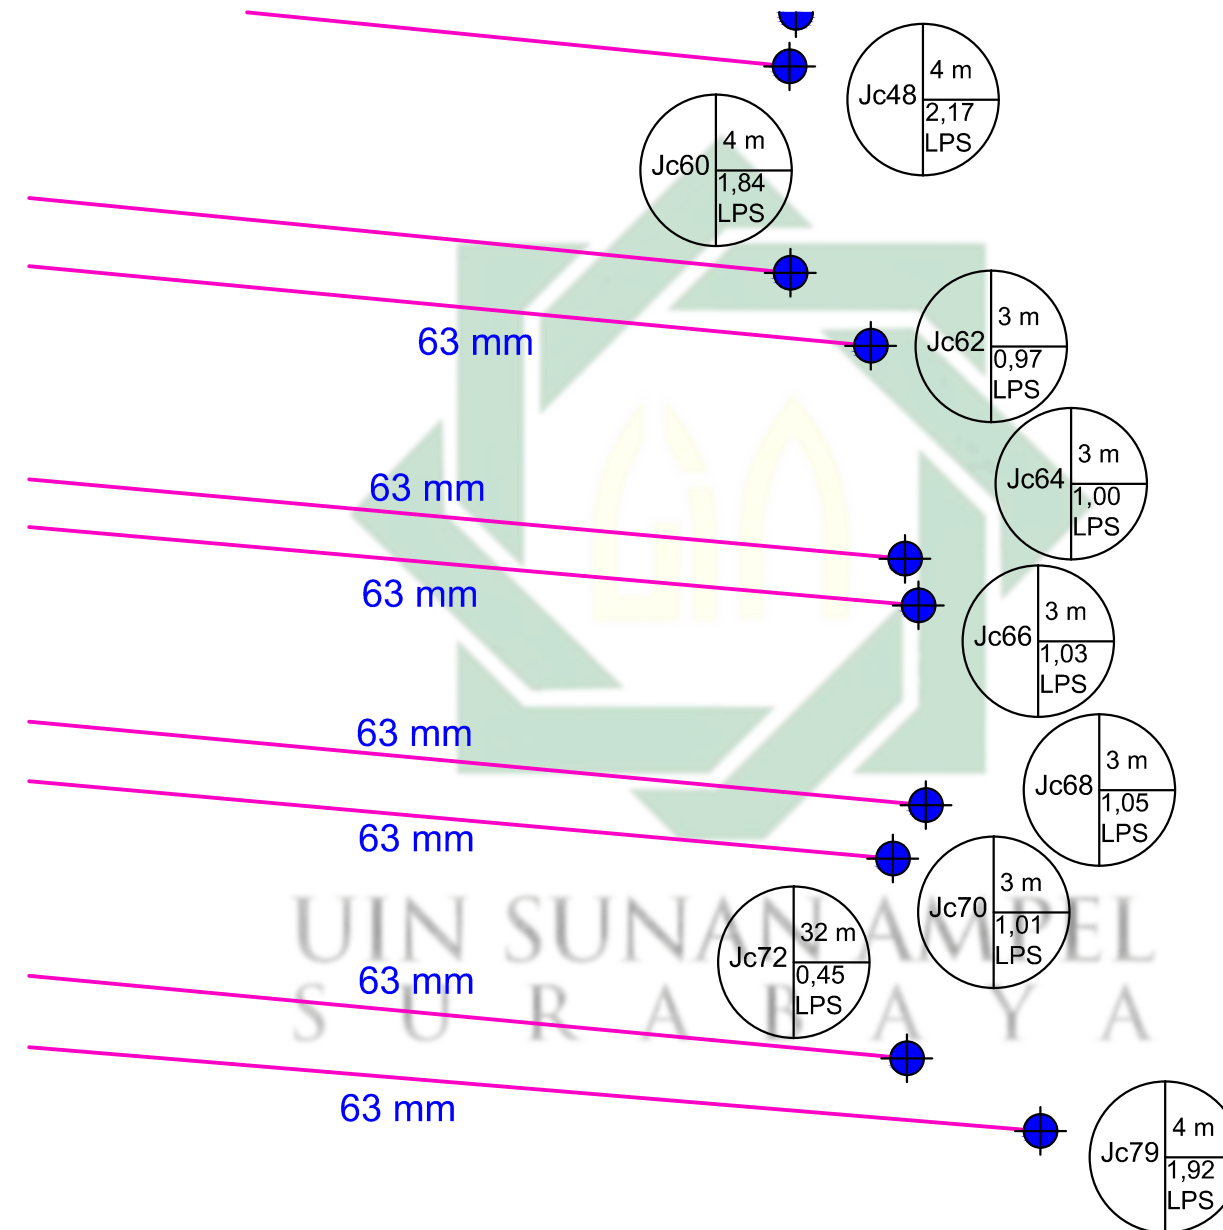 Jc48
4 m
2,17
LPS
Jc60
4 m
1,84
LPS
Jc62
3 m
0,97
LPS
63 mm
Jc64
3 m
1,00
LPS
63 mm
63 mm
Jc66
3 m
1,03
LPS
63 mm
Jc68
3 m
1,05
LPS
63 mm
Jc70
3 m
1,01
LPS
Jc72
32 m
0,45
LPS
UIN SUNAN AMPEL
SURABAYA
63 mm
63 mm
Jc79
4 m
1,92
LPS